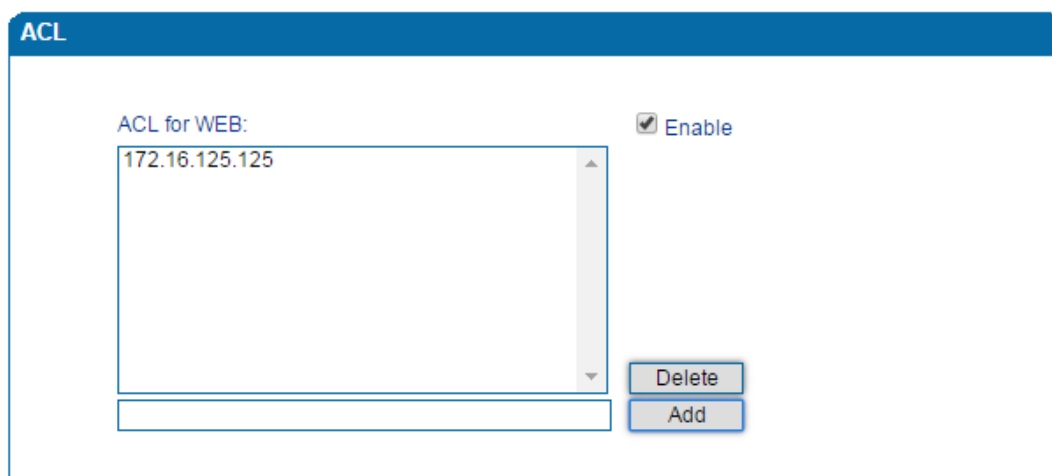 ACL
ACL for WEB:
Enable
172.16.125.125
Delete
Add